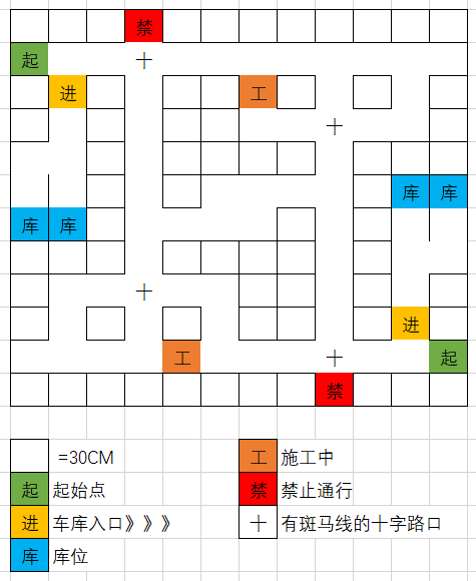 禁
起 ＋
进 工
＋
库 库
库 库
＋
进
工 ＋ 起
禁
=30CM 工 施工中
起 起始点 禁 禁止通行
进 车库入口》》》 ＋ 有斑马线的十字路口
库 库位